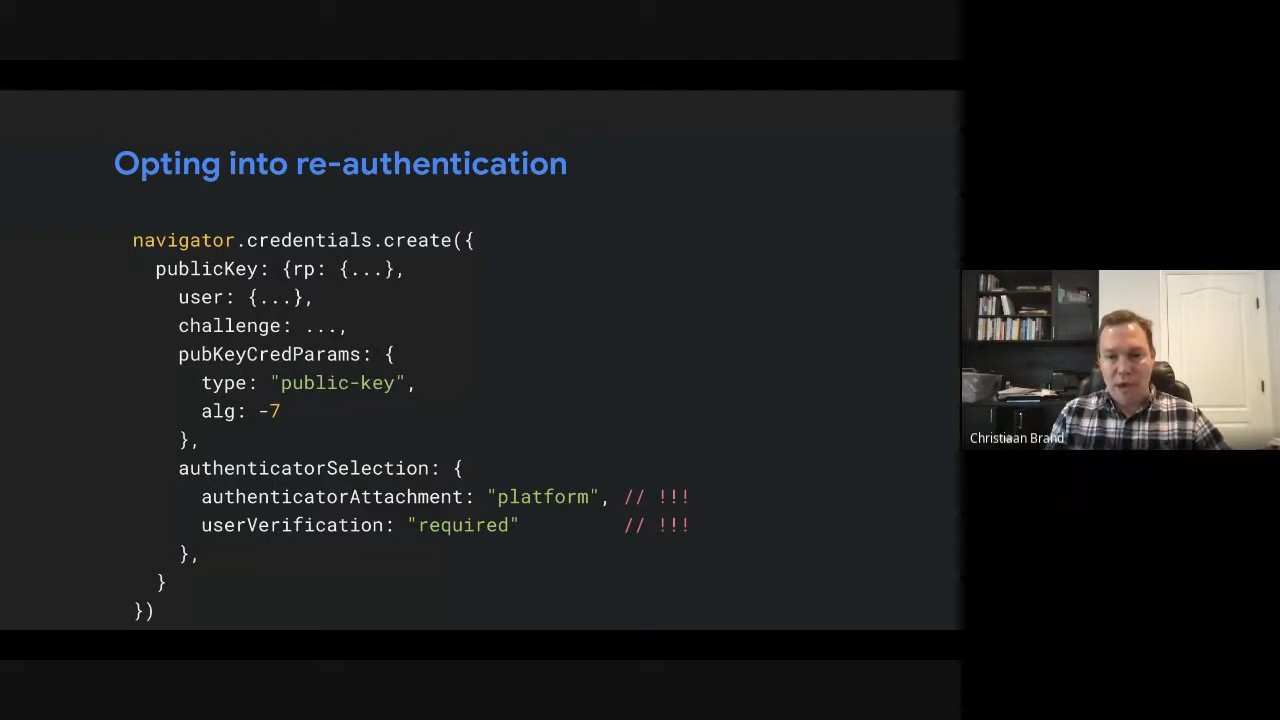 Opting into re-authentication
navigator.credentials.create({
publicKey: {rp: {...},
user: {...},
challenge: ...,
pubKeyCredParams: {
type: "public-key",
alg: -7
},
authenticatorSelection: {
authenticatorAttachment: "platform", // !!!
userVerification: "required" // !!!
},
}
})
Christiaan Brand